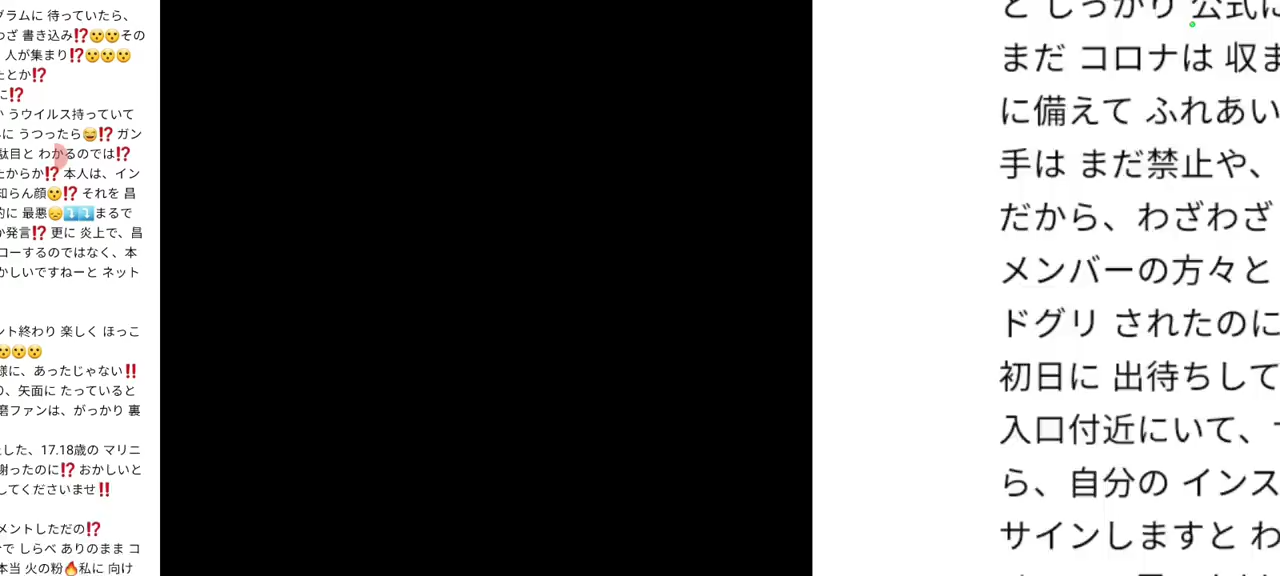 グラムに 待っていたら、
わざ 書き込み⁉️😯😯その
人が集まり⁉️😯😯😯
たとか⁉️
に⁉️
うウイルス持っていて
に うつったら😂⁉️ ガン
駄目と わかるのでは⁉️
たからか⁉️ 本人は、イン
知らん顔😯⁉️ それを 昌
的に 最悪😞⤵️⤵️まるで
発言⁉️ 更に 炎上で、昌
ローするのではなく、本
かしいですねーと ネット
ント終わり 楽しく ほっこ
😯😯😯
様に、あったじゃない‼️
り、矢面に たっていると
磨ファンは、がっかり 裏
した、17.18歳の マリニ
謝ったのに⁉️ おかしいと
してくださいませ‼️
メントしただの⁉️
で しらべ ありのまま コ
本当 火の粉🔥私に 向け
と しっかり 公式に
まだ コロナは 収ま
に備えて ふれあい
手は まだ禁止や、
だから、わざわざ
メンバーの方々と
ドグリ されたのに
初日に 出待ちして
入口付近にいて、
ら、自分の インス
サインしますと わ